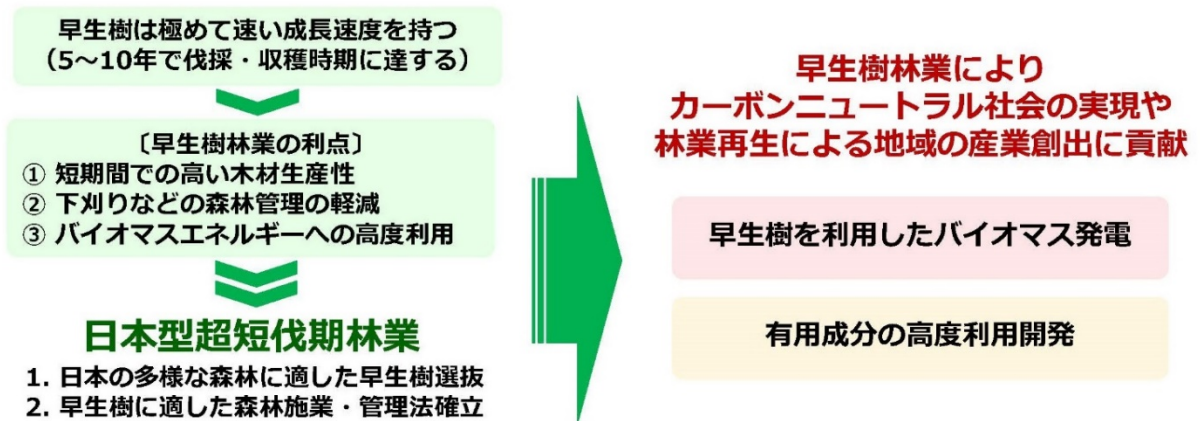 早生樹は極めて速い成長速度を持つ
（5～10年で伐採・収穫時期に達する）
〔早生樹林業の利点〕
① 短期間での高い木材生産性
② 下刈りなどの森林管理の軽減
③ バイオマスエネルギーへの高度利用
日本型超短伐期林業
1. 日本の多様な森林に適した早生樹選抜
2. 早生樹に適した森林施業・管理法確立
早生樹林業により
カーボンニュートラル社会の実現や
林業再生による地域の産業創出に貢献
早生樹を利用したバイオマス発電
有用成分の高度利用開発